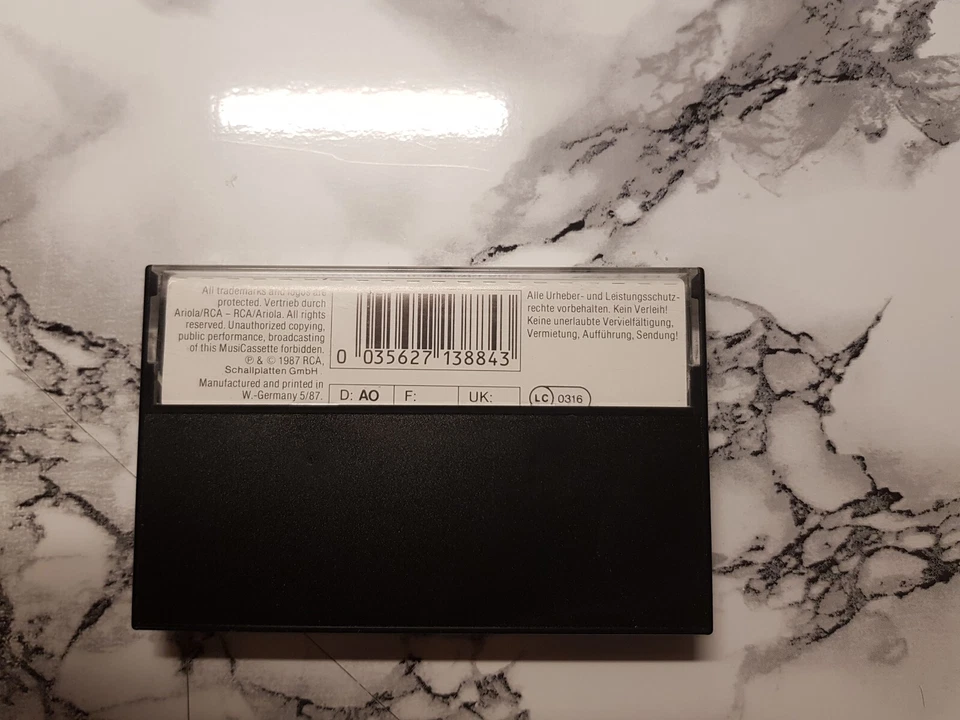 All trademarks and logos are
protected. Vertrieb durch
Ariola/RCA – RCA/Ariola. All rights
reserved. Unauthorized copying,
public performance, broadcasting
of this MusiCassette forbidden.
℗ & © 1987 RCA,
Schallplatten GmbH
Manufactured and printed in
W.-Germany 5/87.
0 035627 138843
D: AO F: UK:
Alle Urheber- und Leistungsschutz-
rechte vorbehalten. Kein Verleih!
Keine unerlaubte Vervielfältigung,
Vermietung, Aufführung, Sendung!
LC 0316